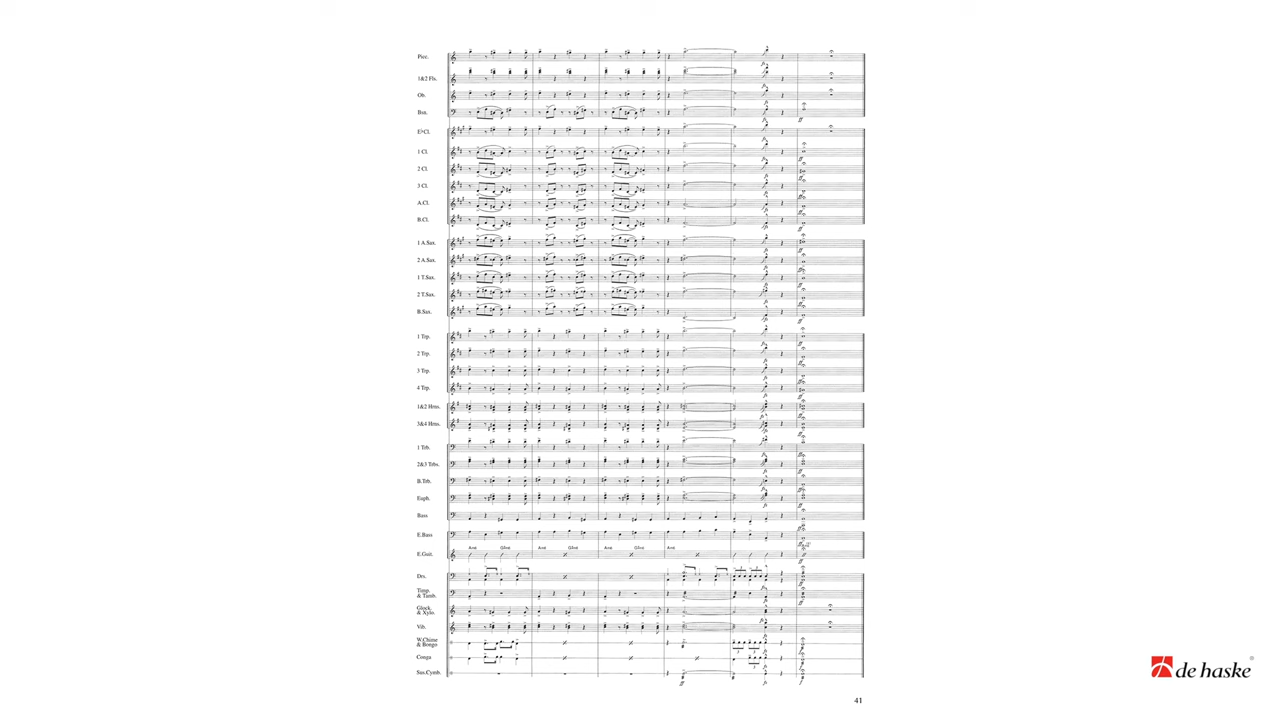 Picc.
1&2 Fls.
Ob.
Bsn.
E♭Cl.
1 Cl.
2 Cl.
3 Cl.
A.Cl.
B.Cl.
1 A.Sax.
2 A.Sax.
1 T.Sax.
2 T.Sax.
B.Sax.
1 Trp.
2 Trp.
3 Trp.
4 Trp.
1&2 Hrns.
3&4 Hrns.
1 Trb.
2&3 Trbs.
B.Trb.
Euph.
Bass
E.Bass
E.Guit.
Drs.
Timp.
& Tamb.
Glock.
& Xylo.
Vib.
W.Chime
& Bongo
Conga
Sus.Cymb.
ff
41
de haske®